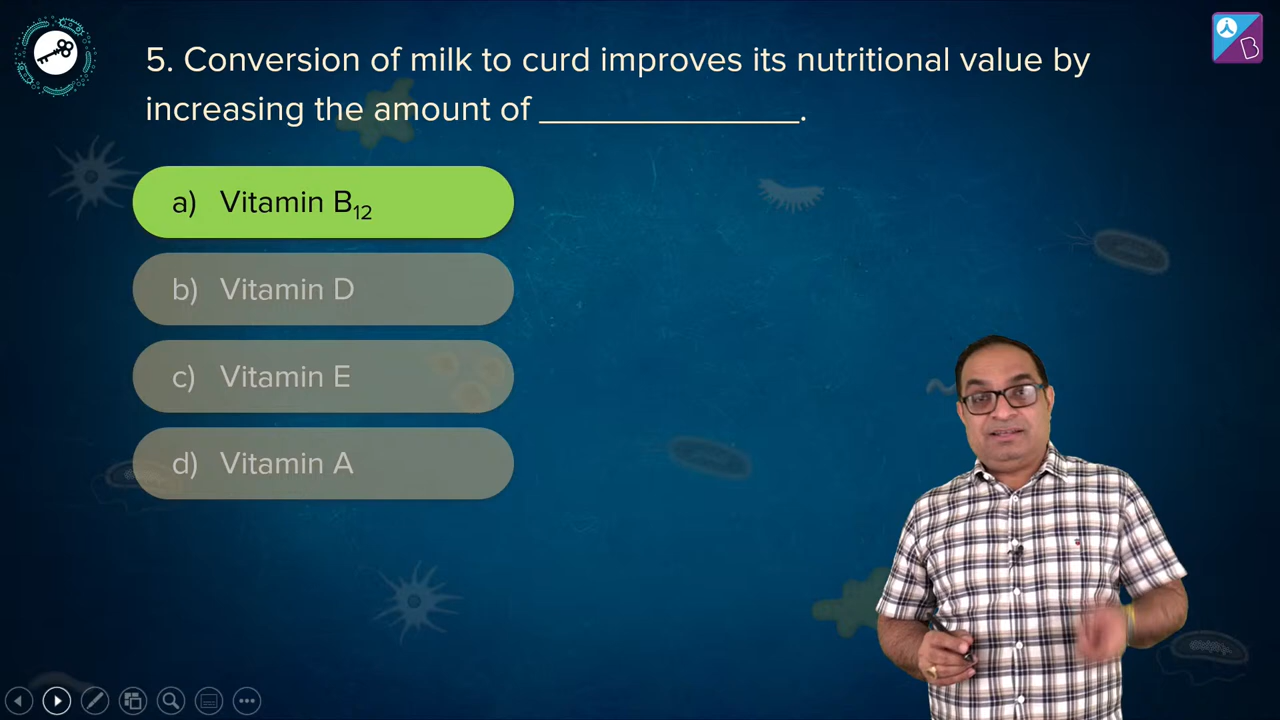 5. Conversion of milk to curd improves its nutritional value by
increasing the amount of ______________.
a) Vitamin B₁₂
b) Vitamin D
c) Vitamin E
d) Vitamin A
B